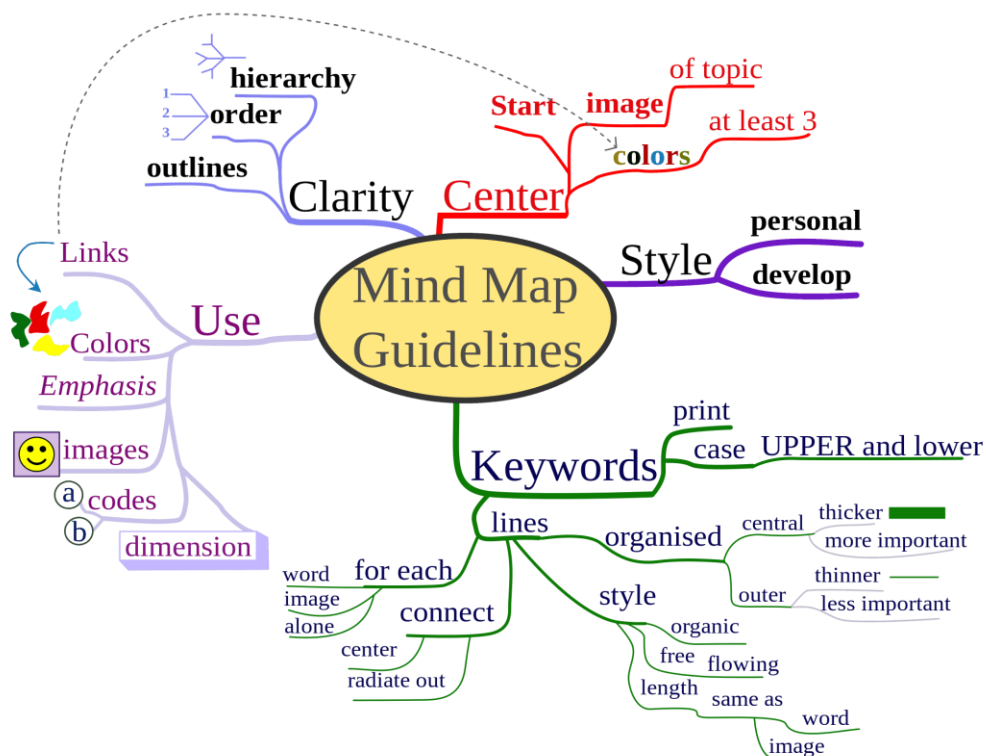 Mind Map
Guidelines
Clarity
hierarchy
order
1
2
3
outlines
Center
Start
image
of topic
colors
at least 3
Style
personal
develop
Keywords
print
case
UPPER and lower
lines
organised
central
thicker
more important
outer
thinner
less important
style
organic
free
flowing
length
same as
word
image
connect
center
radiate out
for each
word
image
alone
Use
Links
Colors
Emphasis
images
codes
a
b
dimension